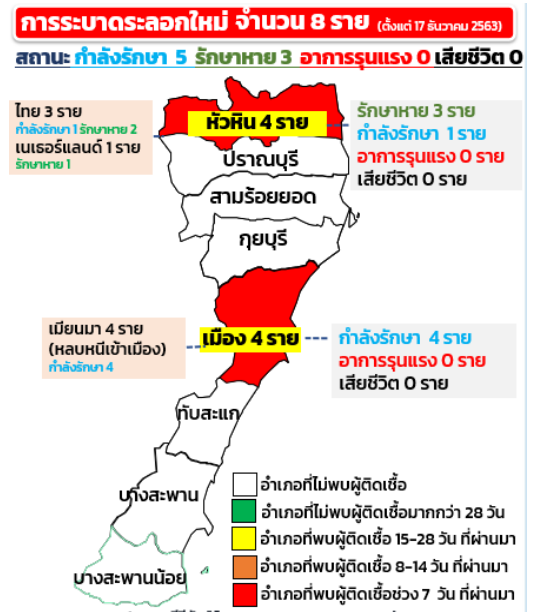 การระบาดระลอกใหม่ จำนวน 8 ราย (ตั้งแต่ 17 ธันวาคม 2563)
สถานะ กำลังรักษา 5 รักษาหาย 3 อาการรุนแรง 0 เสียชีวิต 0
ไทย 3 ราย
กำลังรักษา 1 รักษาหาย 2
เนเธอร์แลนด์ 1 ราย
รักษาหาย 1
หัวหิน 4 ราย
รักษาหาย 3 ราย
กำลังรักษา 1 ราย
อาการรุนแรง 0 ราย
เสียชีวิต 0 ราย
ปราณบุรี
สามร้อยยอด
กุยบุรี
เมียนมา 4 ราย
(หลบหนีเข้าเมือง)
กำลังรักษา 4
เมือง 4 ราย
กำลังรักษา 4 ราย
อาการรุนแรง 0 ราย
เสียชีวิต 0 ราย
ทับสะแก
บางสะพาน
บางสะพานน้อย
อำเภอที่ไม่พบผู้ติดเชื้อ
อำเภอที่ไม่พบผู้ติดเชื้อมากกว่า 28 วัน
อำเภอที่พบผู้ติดเชื้อ 15-28 วัน ที่ผ่านมา
อำเภอที่พบผู้ติดเชื้อ 8-14 วัน ที่ผ่านมา
อำเภอที่พบผู้ติดเชื้อช่วง 7 วัน ที่ผ่านมา